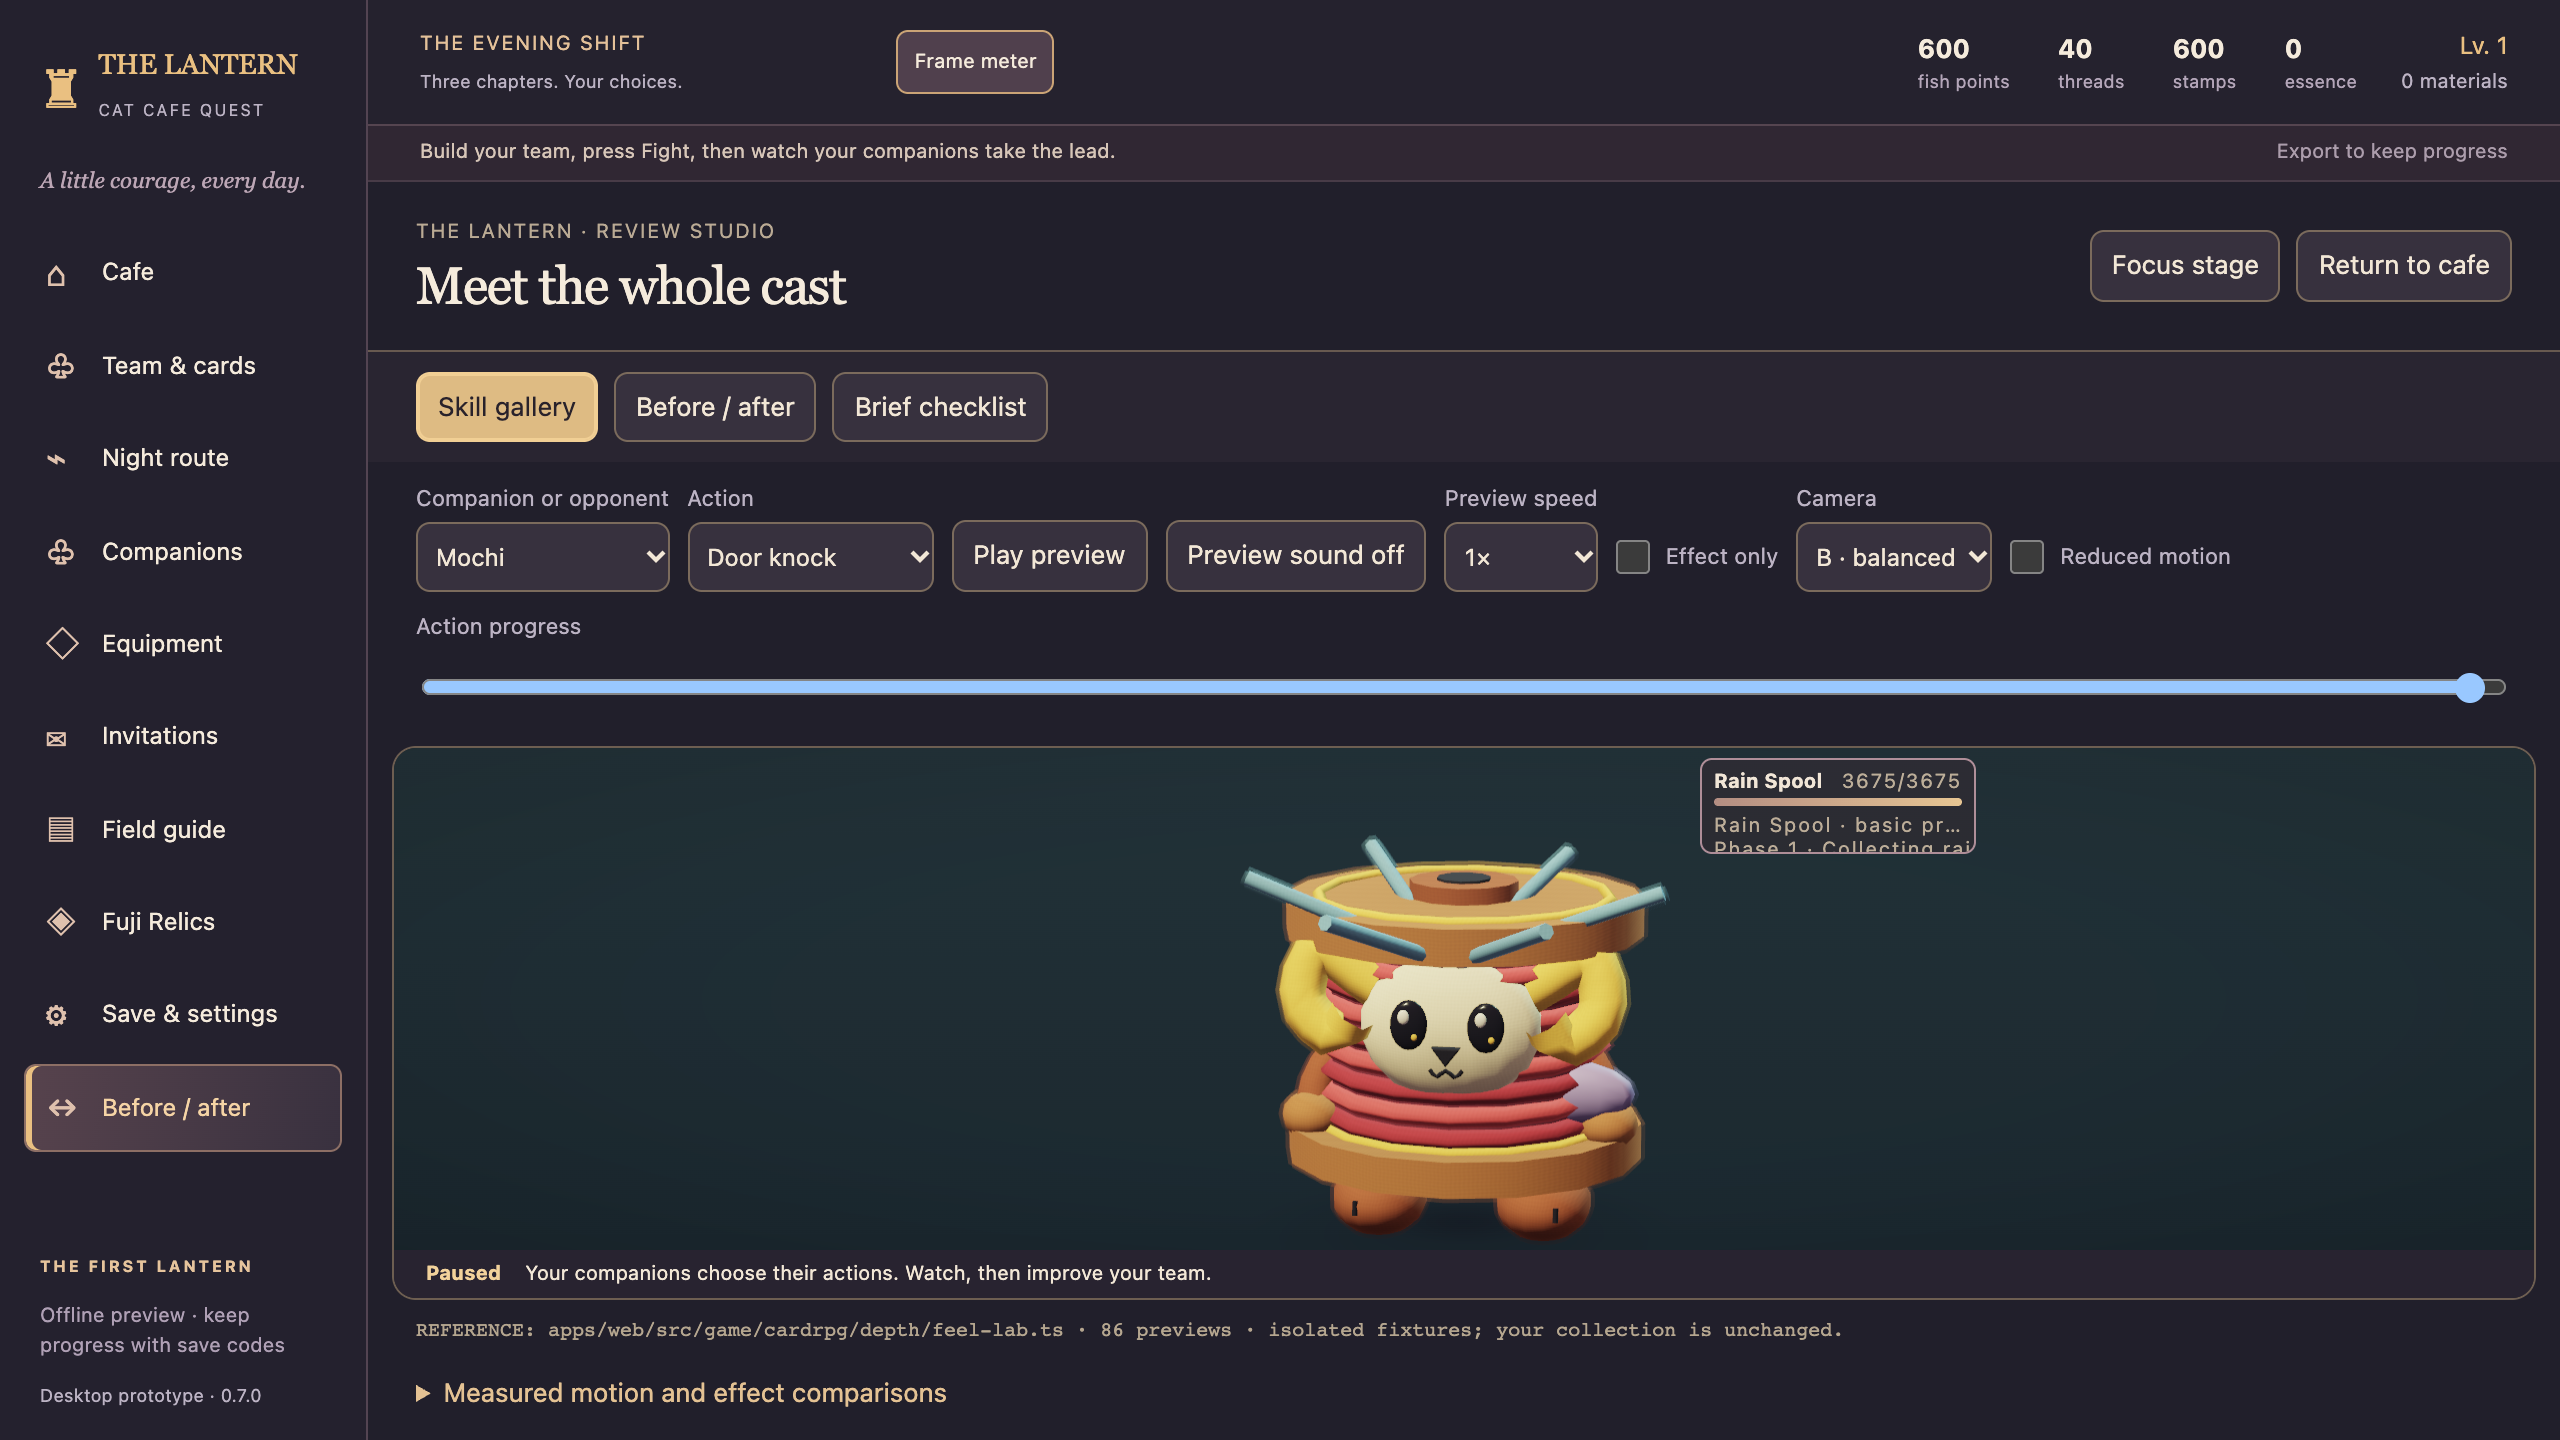 THE LANTERN
CAT CAFE QUEST
A little courage, every day.
Cafe
Team & cards
Night route
Companions
Equipment
Invitations
Field guide
Fuji Relics
Save & settings
Before / after
THE FIRST LANTERN
Offline preview · keep
progress with save codes
Desktop prototype · 0.7.0
THE EVENING SHIFT
Three chapters. Your choices.
Frame meter
600 fish points
40 threads
600 stamps
0 essence
Lv. 1
0 materials
Build your team, press Fight, then watch your companions take the lead.
Export to keep progress
THE LANTERN · REVIEW STUDIO
Meet the whole cast
Focus stage
Return to cafe
Skill gallery
Before / after
Brief checklist
Companion or opponent
Mochi
Action
Door knock
Play preview
Preview sound off
Preview speed
1×
Effect only
Camera
B · balanced
Reduced motion
Action progress
Rain Spool 3675/3675
Rain Spool · basic pr…
Phase 1 · Collecting rai
Paused Your companions choose their actions. Watch, then improve your team.
REFERENCE: apps/web/src/game/cardrpg/depth/feel-lab.ts · 86 previews · isolated fixtures; your collection is unchanged.
Measured motion and effect comparisons